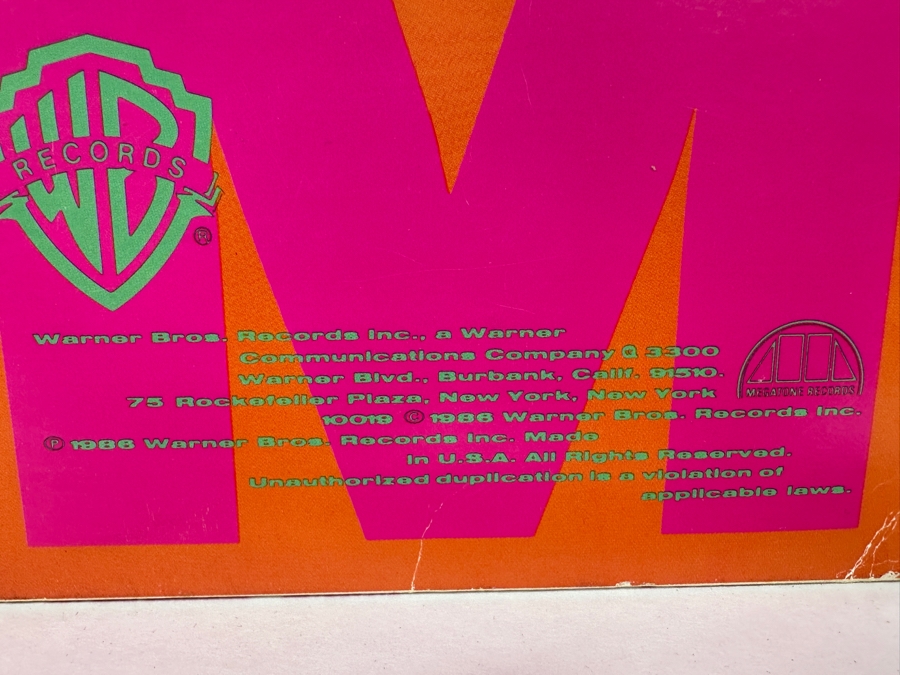 RECORDS
®
Warner Bros. Records Inc., a Warner
Communications Company Ⓠ 3300
Warner Blvd., Burbank, Calif. 91510.
75 Rockefeller Plaza, New York, New York
10019 © 1986 Warner Bros. Records Inc.
℗ 1986 Warner Bros. Records Inc. Made
in U.S.A. All Rights Reserved.
Unauthorized duplication is a violation of
applicable laws.
MEGATONE RECORDS